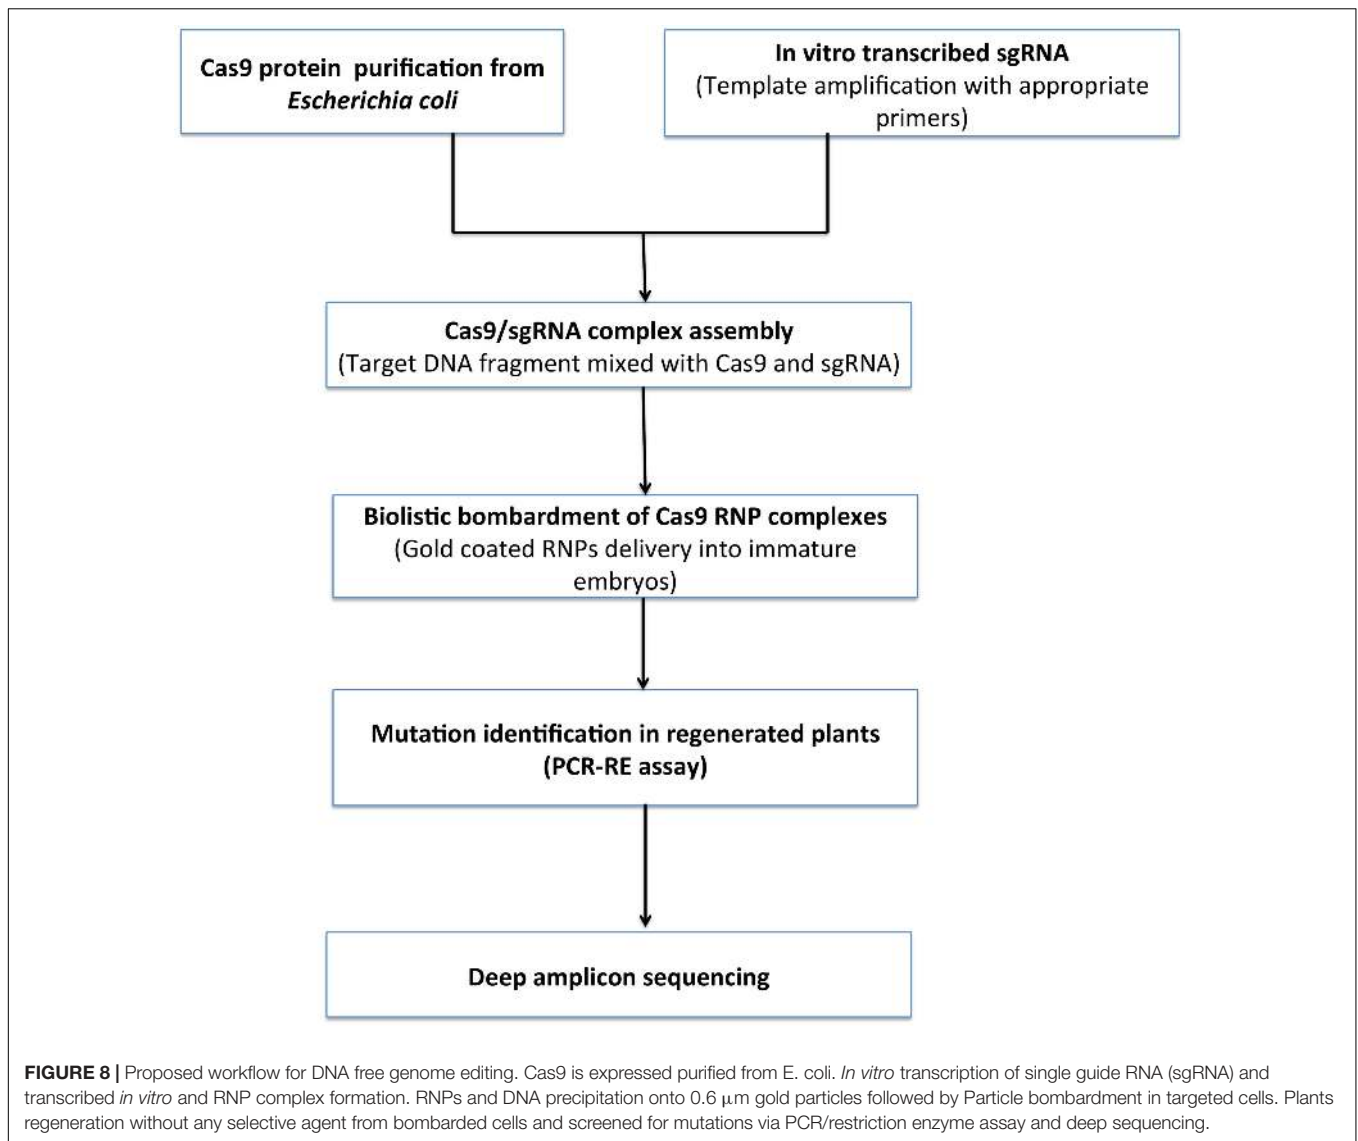 Cas9 protein purification from
Escherichia coli
In vitro transcribed sgRNA
(Template amplification with appropriate
primers)
Cas9/sgRNA complex assembly
(Target DNA fragment mixed with Cas9 and sgRNA)
Biolistic bombardment of Cas9 RNP complexes
(Gold coated RNPs delivery into immature
embryos)
Mutation identification in regenerated plants
(PCR-RE assay)
Deep amplicon sequencing
FIGURE 8 | Proposed workflow for DNA free genome editing. Cas9 is expressed purified from E. coli. In vitro transcription of single guide RNA (sgRNA) and
transcribed in vitro and RNP complex formation. RNPs and DNA precipitation onto 0.6 μm gold particles followed by Particle bombardment in targeted cells. Plants
regeneration without any selective agent from bombarded cells and screened for mutations via PCR/restriction enzyme assay and deep sequencing.